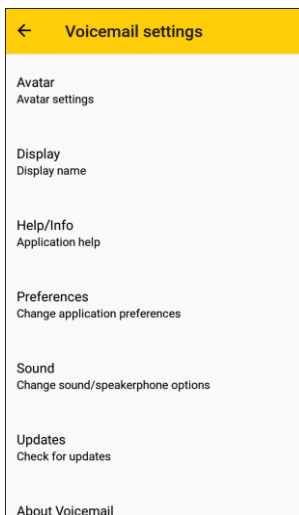 Voicemail settings
Avatar
Avatar settings
Display
Display name
Help/Info
Application help
Preferences
Change application preferences
Sound
Change sound/speakerphone options
Updates
Check for updates
About Voicemail